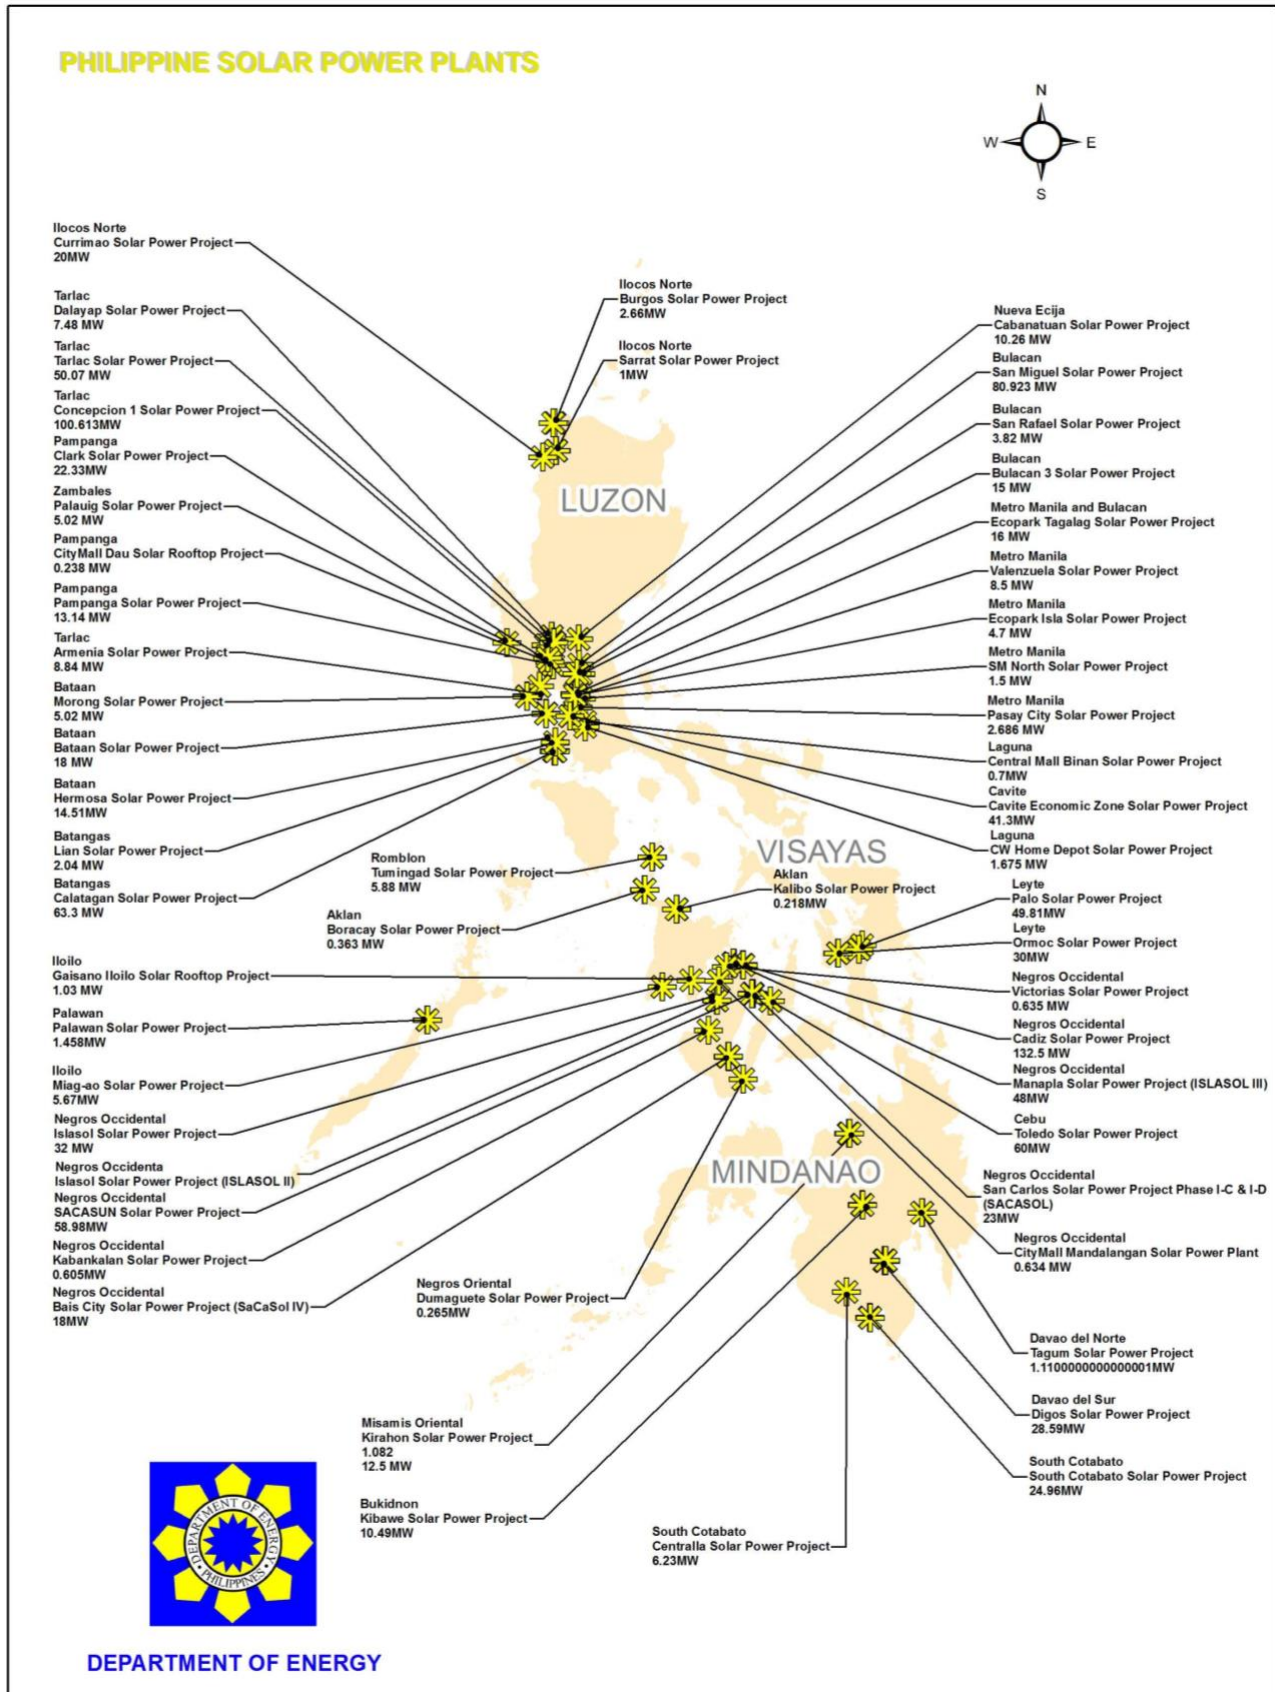 PHILIPPINE SOLAR POWER PLANTS
N
W
E
S
Ilocos Norte
Currimao Solar Power Project
20MW
Tarlac
Dalayap Solar Power Project
7.48 MW
Tarlac
Tarlac Solar Power Project
50.07 MW
Tarlac
Concepcion 1 Solar Power Project
100.613MW
Pampanga
Clark Solar Power Project
22.33MW
Zambales
Palauig Solar Power Project
5.02 MW
Pampanga
CityMall Dau Solar Rooftop Project
0.238 MW
Pampanga
Pampanga Solar Power Project
13.14 MW
Tarlac
Armenia Solar Power Project
8.84 MW
Bataan
Morong Solar Power Project
5.02 MW
Bataan
Bataan Solar Power Project
18 MW
Bataan
Hermosa Solar Power Project
14.51MW
Batangas
Lian Solar Power Project
2.04 MW
Batangas
Calatagan Solar Power Project
63.3 MW
Ilocos Norte
Burgos Solar Power Project
2.66MW
Ilocos Norte
Sarrat Solar Power Project
1MW
LUZON
Nueva Ecija
Cabanatuan Solar Power Project
10.26 MW
Bulacan
San Miguel Solar Power Project
80.923 MW
Bulacan
San Rafael Solar Power Project
3.82 MW
Bulacan
Bulacan 3 Solar Power Project
15 MW
Metro Manila and Bulacan
Ecopark Tagalag Solar Power Project
16 MW
Metro Manila
Valenzuela Solar Power Project
8.5 MW
Metro Manila
Ecopark Isla Solar Power Project
4.7 MW
Metro Manila
SM North Solar Power Project
1.5 MW
Metro Manila
Pasay City Solar Power Project
2.686 MW
Laguna
Central Mall Binan Solar Power Project
0.7MW
Cavite
Cavite Economic Zone Solar Power Project
41.3MW
Laguna
CW Home Depot Solar Power Project
1.675 MW
VISAYAS
Romblon
Tumingad Solar Power Project
5.88 MW
Aklan
Kalibo Solar Power Project
0.218MW
Aklan
Boracay Solar Power Project
0.363 MW
Leyte
Palo Solar Power Project
49.81MW
Leyte
Ormoc Solar Power Project
30MW
Negros Occidental
Victorias Solar Power Project
0.635 MW
Negros Occidental
Cadiz Solar Power Project
132.5 MW
Negros Occidental
Manapla Solar Power Project (ISLASOL III)
48MW
Cebu
Toledo Solar Power Project
60MW
Negros Occidental
San Carlos Solar Power Project Phase I-C & I-D
(SACASOL)
23MW
Negros Occidental
CityMall Mandalangan Solar Power Plant
0.634 MW
Iloilo
Gaisano Iloilo Solar Rooftop Project
1.03 MW
Palawan
Palawan Solar Power Project
1.458MW
Iloilo
Miag-ao Solar Power Project
5.67MW
Negros Occidental
Islasol Solar Power Project
32 MW
Negros Occidenta
Islasol Solar Power Project (ISLASOL II)
Negros Occidental
SACASUN Solar Power Project
58.98MW
Negros Occidental
Kabankalan Solar Power Project
0.605MW
Negros Occidental
Bais City Solar Power Project (SaCaSol IV)
18MW
MINDANAO
Negros Oriental
Dumaguete Solar Power Project
0.265MW
Davao del Norte
Tagum Solar Power Project
1.1100000000000001MW
Davao del Sur
Digos Solar Power Project
28.59MW
South Cotabato
South Cotabato Solar Power Project
24.96MW
Misamis Oriental
Kirahon Solar Power Project
1.082
12.5 MW
Bukidnon
Kibawe Solar Power Project
10.49MW
South Cotabato
Centralla Solar Power Project
6.23MW
DEPARTMENT OF ENERGY
PHILIPPINES
DEPARTMENT OF ENERGY